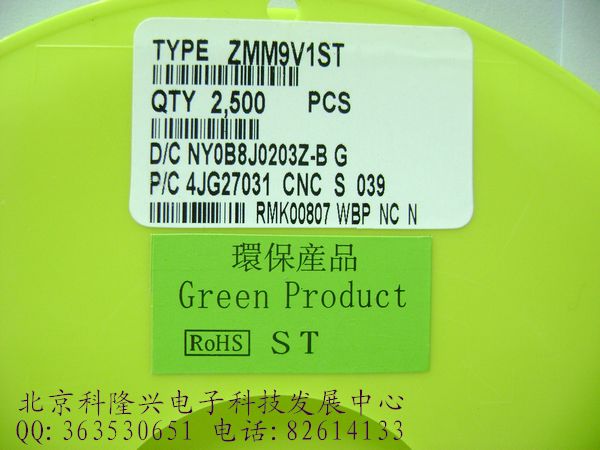 TYPE ZMM9V1ST
QTY 2,500 PCS
D/C NY0B8J0203Z-B G
P/C 4JG27031 CNC S 039
RMK00807 WBP NC N
環保産品
Green Product
RoHS ST
北京科隆兴电子科技发展中心
QQ:363530651 电话:82614133